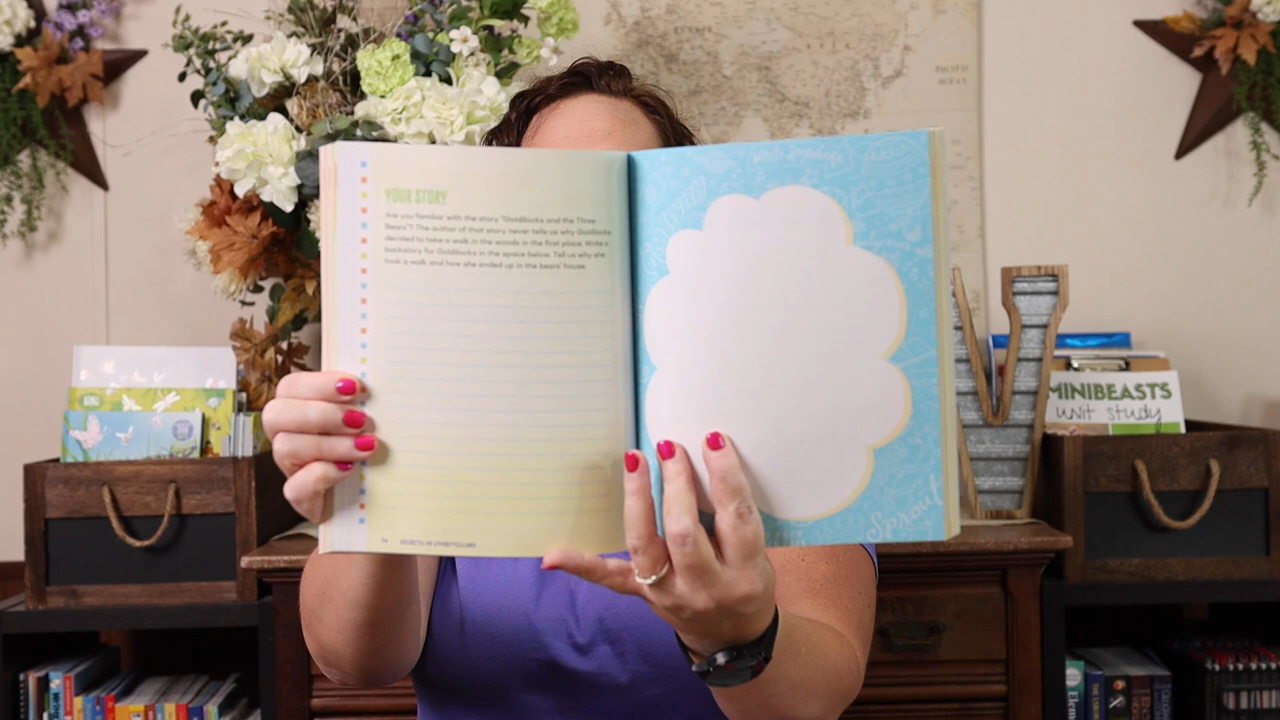 YOUR STORY
Are you familiar with the story "Goldilocks and the Three
Bears"? The author of that story never tells us why Goldilocks
decided to take a walk in the woods in the first place. Write a
backstory for Goldilocks in the space below. Tell us why she
took a walk and how she ended up in the bears' house.
SECRETS OF STORYTELLING
Sprout
MINIBEASTS
unit study